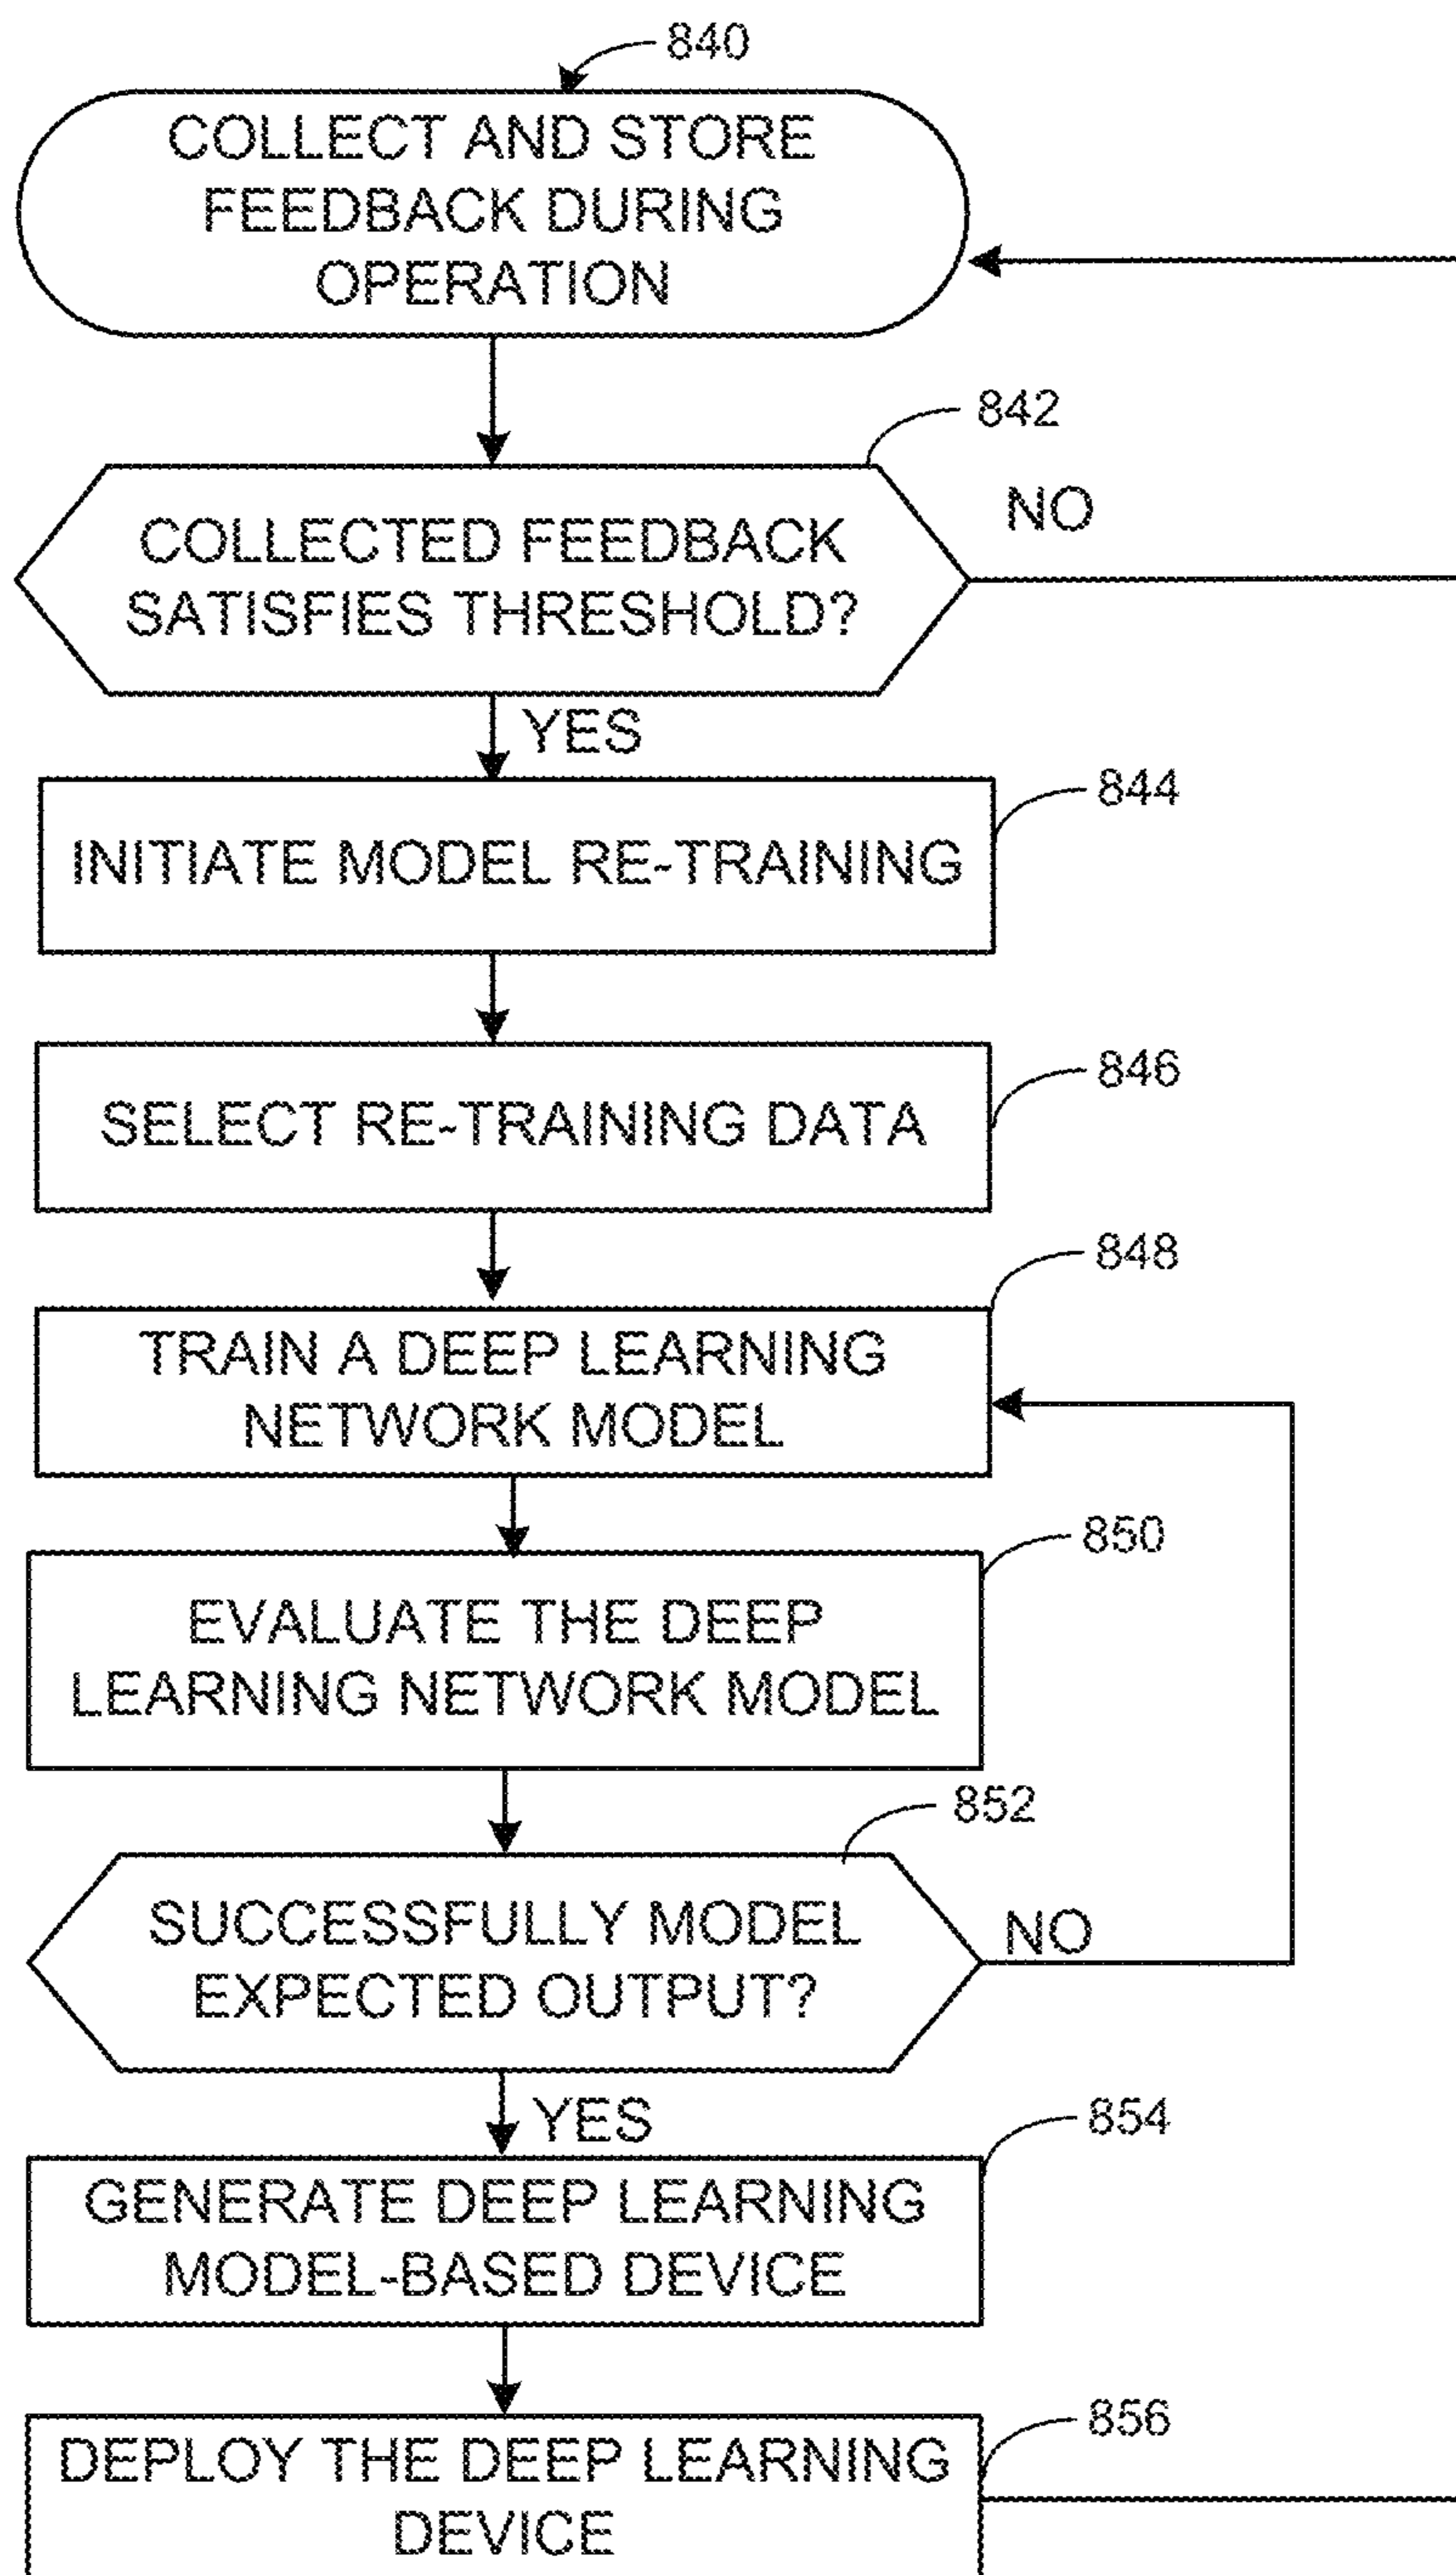 840
COLLECT AND STORE
FEEDBACK DURING
OPERATION
842
NO
COLLECTED FEEDBACK
SATISFIES THRESHOLD?
YES
844
INITIATE MODEL RE-TRAINING
846
SELECT RE-TRAINING DATA
848
TRAIN A DEEP LEARNING
NETWORK MODEL
850
EVALUATE THE DEEP
LEARNING NETWORK MODEL
852
SUCCESSFULLY MODEL
EXPECTED OUTPUT?
NO
YES
854
GENERATE DEEP LEARNING
MODEL-BASED DEVICE
856
DEPLOY THE DEEP LEARNING
DEVICE